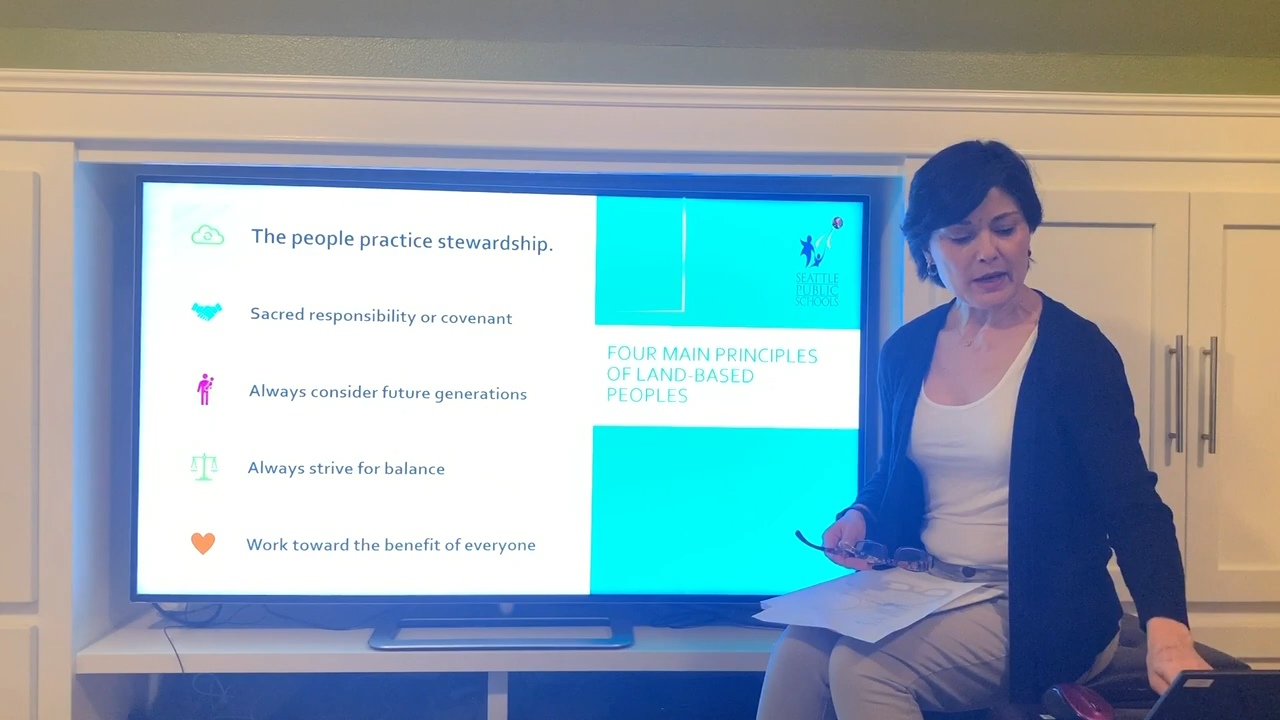 The people practice stewardship.
Sacred responsibility or covenant
Always consider future generations
Always strive for balance
Work toward the benefit of everyone
SEATTLE
PUBLIC
SCHOOLS
FOUR MAIN PRINCIPLES
OF LAND-BASED
PEOPLES